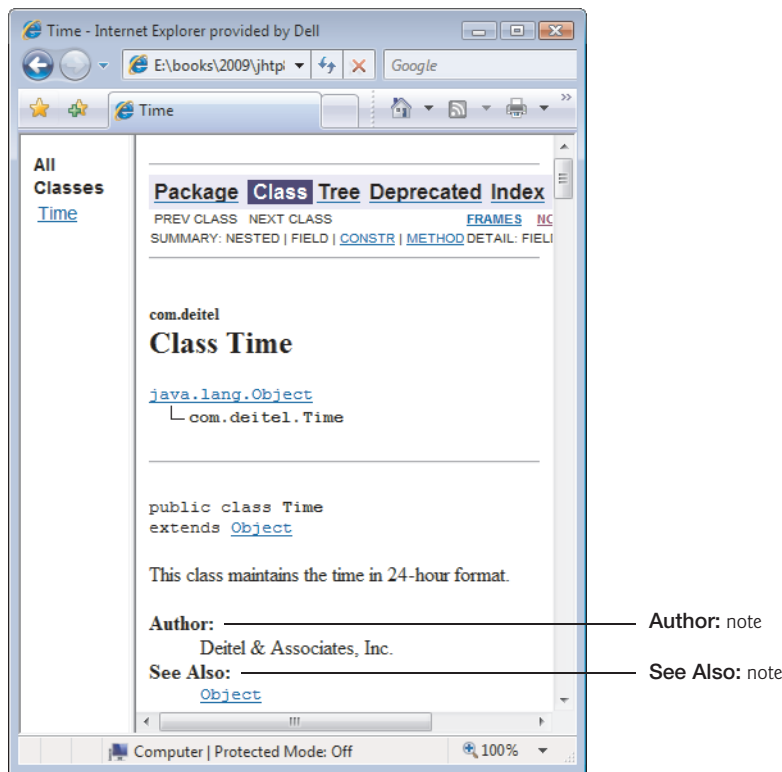 Time - Internet Explorer provided by Dell
E:\books\2009\jhtp
Google
Time
All
Classes
Time
Package Class Tree Deprecated Index
PREV CLASS NEXT CLASS FRAMES
SUMMARY: NESTED | FIELD | CONSTR | METHOD DETAIL:
com.deitel
Class Time
java.lang.Object
com.deitel.Time
public class Time
extends Object
This class maintains the time in 24-hour format.
Author:
Deitel & Associates, Inc.
See Also:
Object
Author: note
See Also: note
Computer | Protected Mode: Off
100%